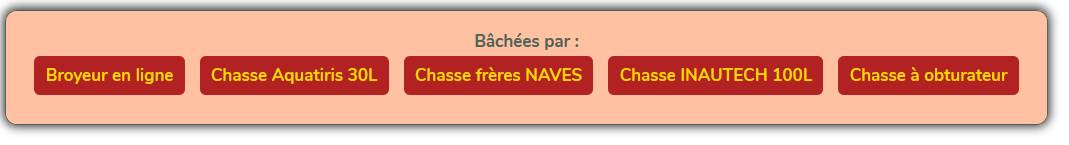 Bâchées par :
Broyeur en ligne Chasse Aquatiris 30L Chasse frères NAVES Chasse INAUTECH 100L Chasse à obturateur